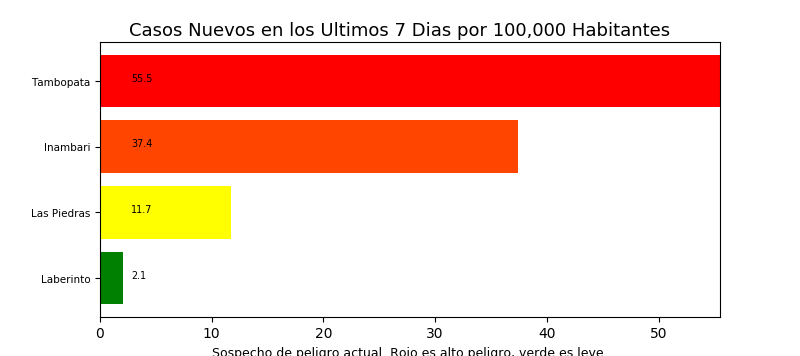 Casos Nuevos en los Ultimos 7 Dias por 100,000 Habitantes
Tambopata 55.5
Inambari 37.4
Las Piedras 11.7
Laberinto 2.1
0 10 20 30 40 50
Sospecho de peligro actual. Rojo es alto peligro, verde es leve